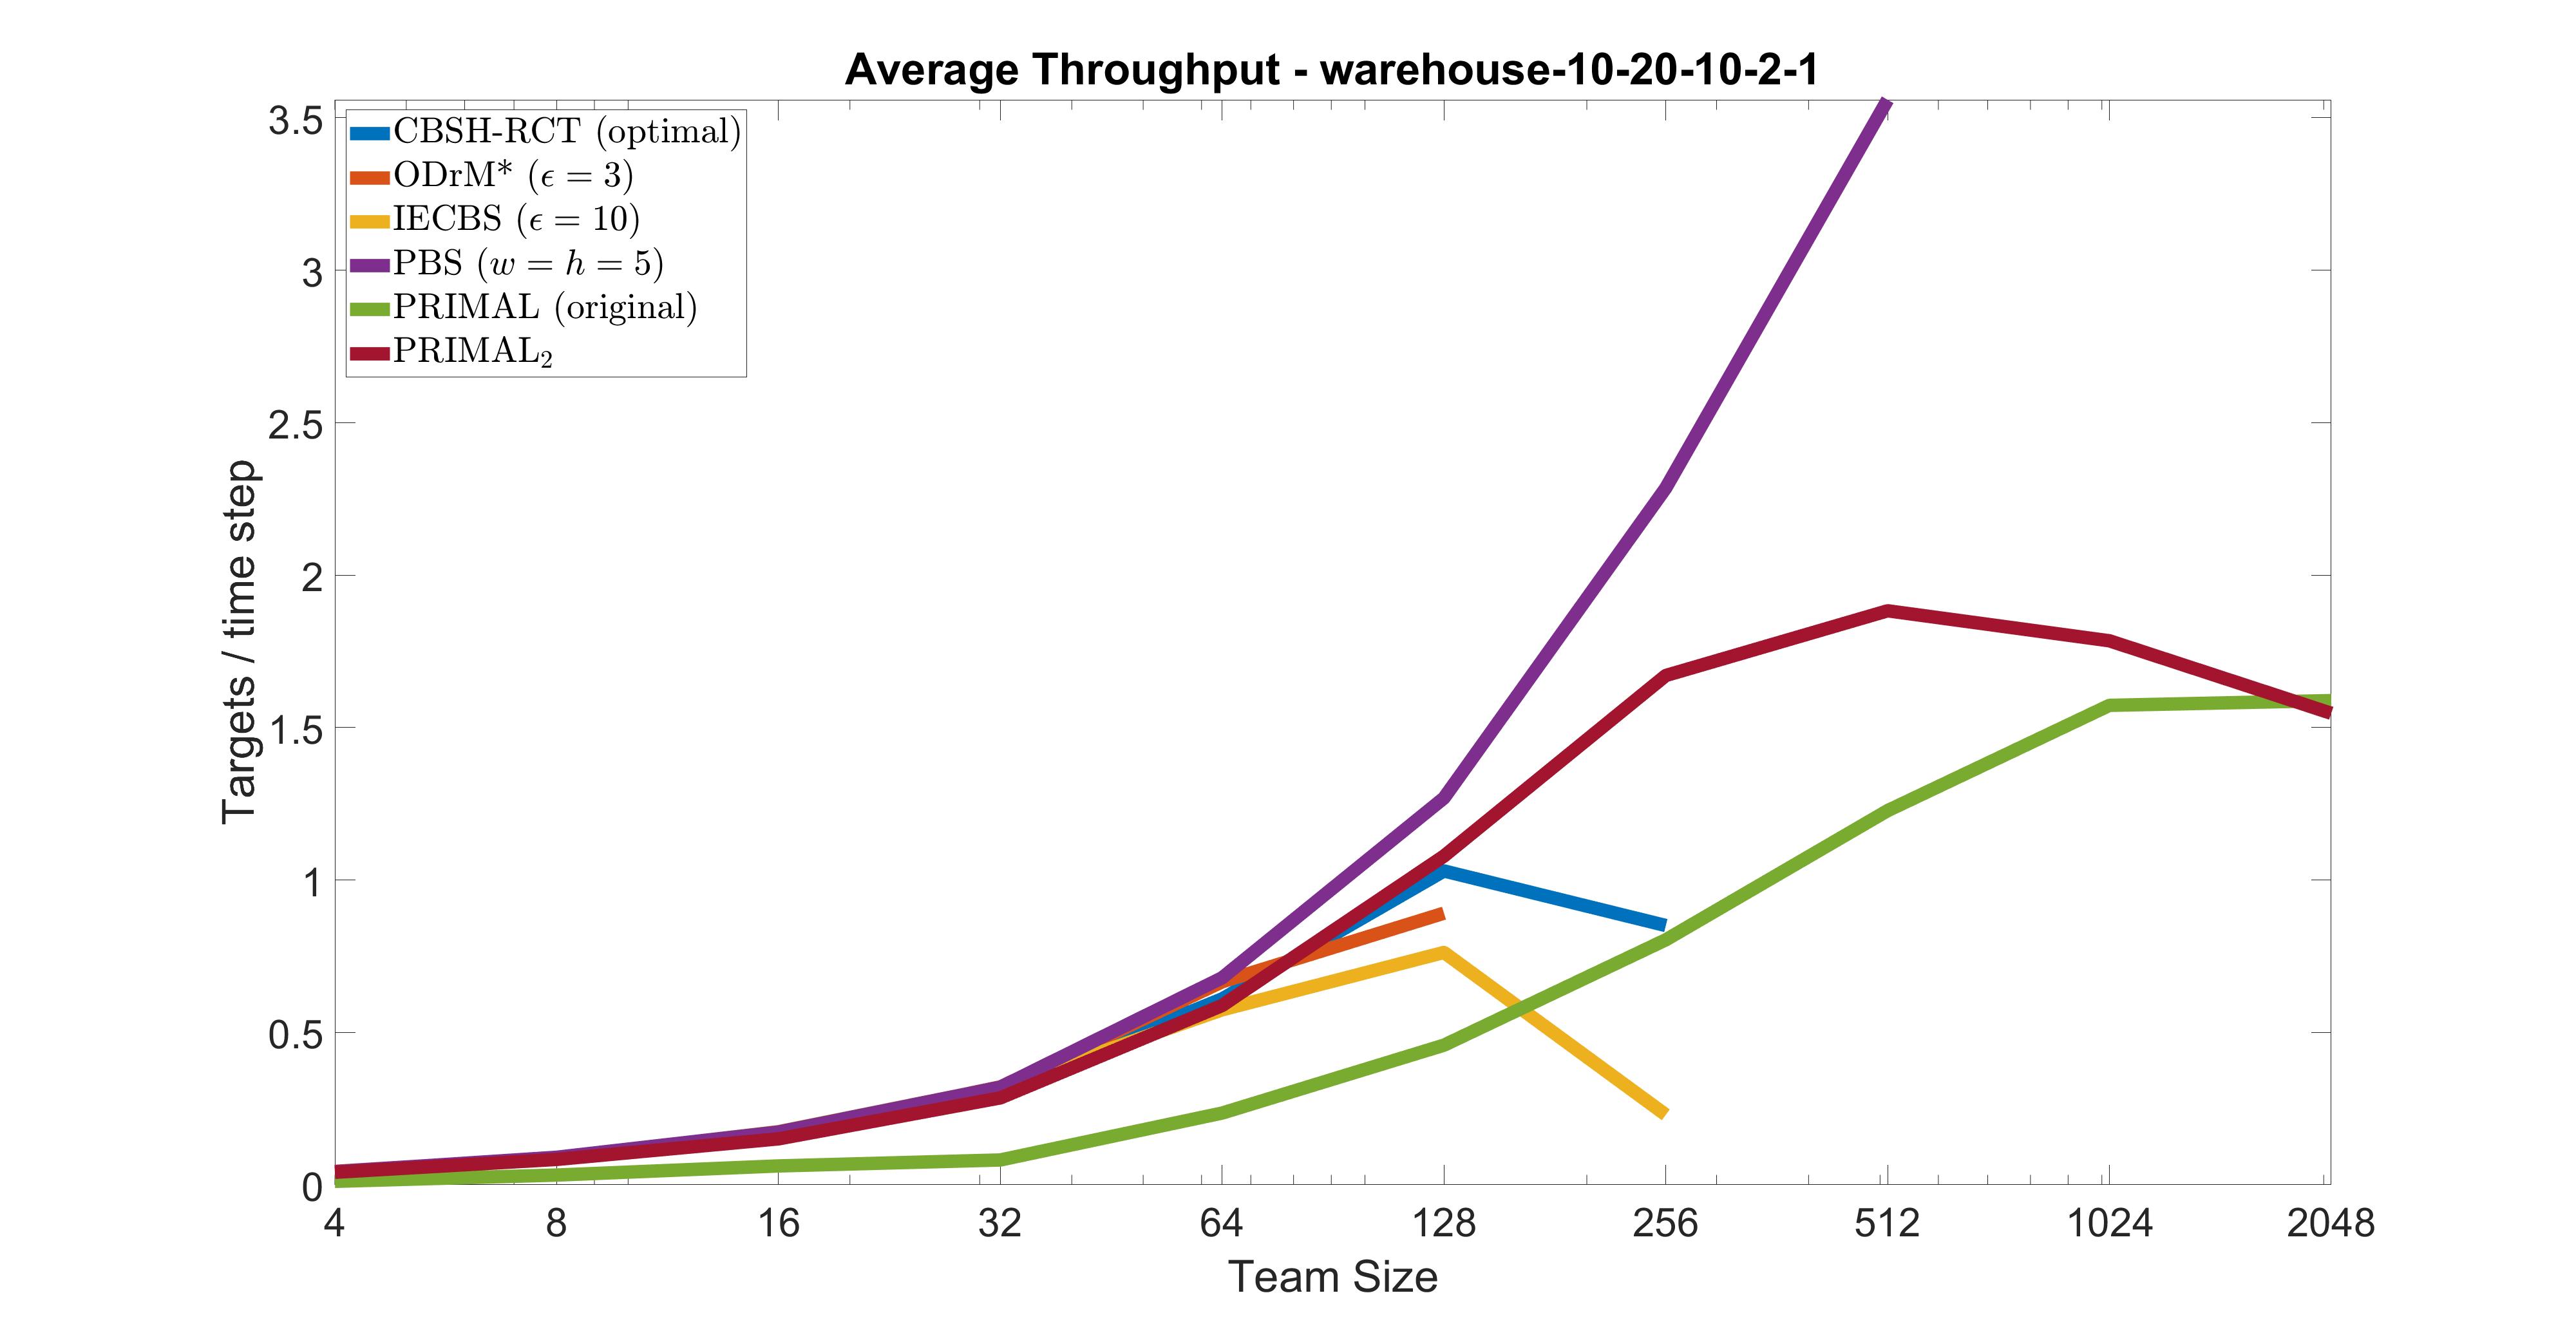 Average Throughput - warehouse-10-20-10-2-1
CBSH-RCT (optimal)
ODrM* (ϵ = 3)
IECBS (ϵ = 10)
PBS (w = h = 5)
PRIMAL (original)
PRIMAL₂
Targets / time step
3.5
3
2.5
2
1.5
1
0.5
0
4 8 16 32 64 128 256 512 1024 2048
Team Size